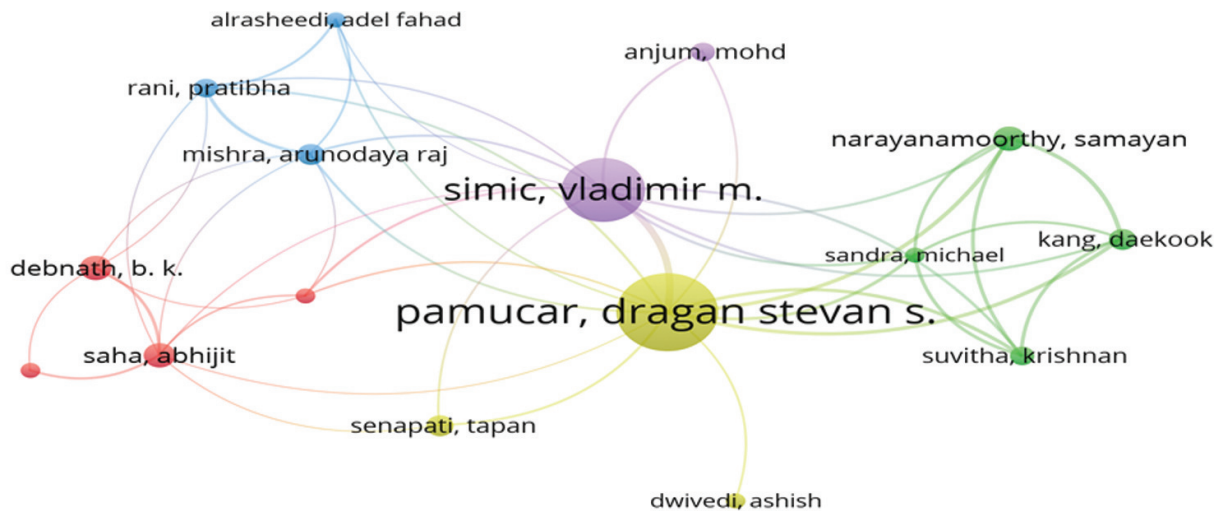 alrasheedi, adel fahad
anjum, mohd
rani, pratibha
narayanamoorthy, samayan
mishra, arunodaya raj
simic, vladimir m.
kang, daekook
sandra, michael
debnath, b. k.
pamucar, dragan stevan s.
saha, abhijit
suvitha, krishnan
senapati, tapan
dwivedi, ashish